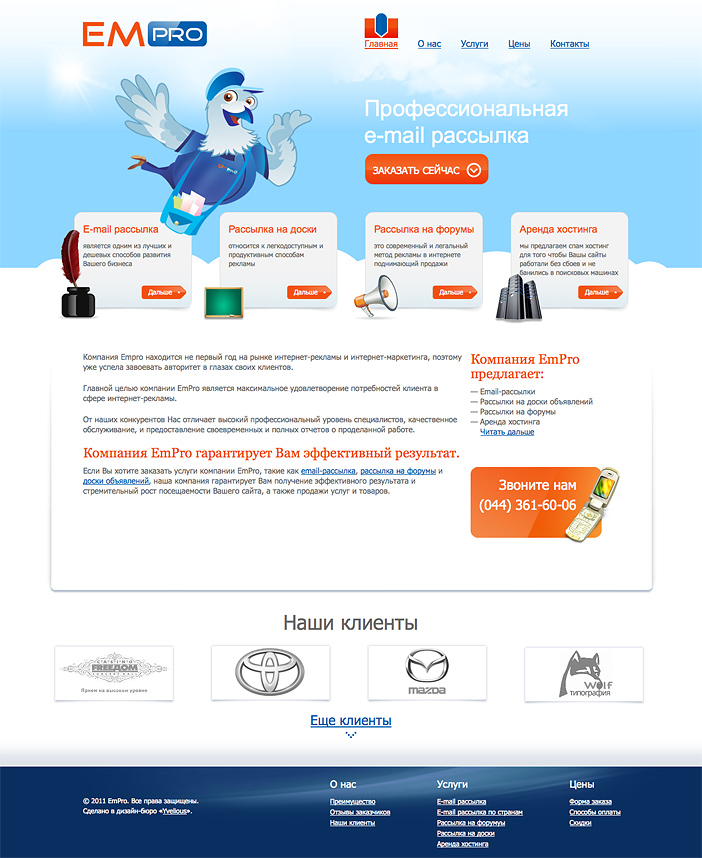 EMPRO
Главная О нас Услуги Цены Контакты
Профессиональная
e-mail рассылка
ЗАКАЗАТЬ СЕЙЧАС
E-mail рассылка
является одним из лучших и
дешевых способов развития
Вашего бизнеса
Дальше
Рассылка на доски
относится к легкодоступным и
продуктивным способам
рекламы
Дальше
Рассылка на форумы
это современный и легальный
метод рекламы в интернете
поднимающий продажи
Дальше
Аренда хостинга
мы предлагаем спам хостинг
для того чтобы Вашы сайты
работали без сбоев и не
банились в поисковых машинах
Дальше
Компания Empro находится не первый год на рынке интернет-рекламы и интернет-маркетинга, поэтому
уже успела завоевать авторитет в глазах своих клиентов.
Главной целью компании EmPro является максимальное удовлетворение потребностей клиента в
сфере интернет-рекламы.
От наших конкурентов Нас отличает высокий профессиональный уровень специалистов, качественное
обслуживание, и предоставление своевременных и полных отчетов о проделанной работе.
Компания EmPro гарантирует Вам эффективный результат.
Если Вы хотите заказать услуги компании EmPro, такие как email-рассылка, рассылка на форумы и
доски объявлений, наша компания гарантирует Вам получение эффективного результата и
стремительный рост посещаемости Вашего сайта, а также продажи услуг и товаров.
Компания EmPro
предлагает:
— Email-рассылки
— Рассылки на доски объявлений
— Рассылки на форумы
— Аренда хостинга
Читать дальше
Звоните нам
(044) 361-60-06
Наши клиенты
CASINO
FREEДОМ
CONCERT HALL
Ярким на высоком уровне
mazda
Wolf
типография
Еще клиенты
© 2011 EmPro. Все права защищены.
Сделано в дизайн-бюро «Yvelious».
О нас
Преимущество
Отзывы заказчиков
Наши клиенты
Услуги
E-mail рассылка
E-mail рассылка по странам
Рассылка на форумуы
Рассылка на доски
Аренда хостинга
Цены
Форма заказа
Способы оплаты
Скидки